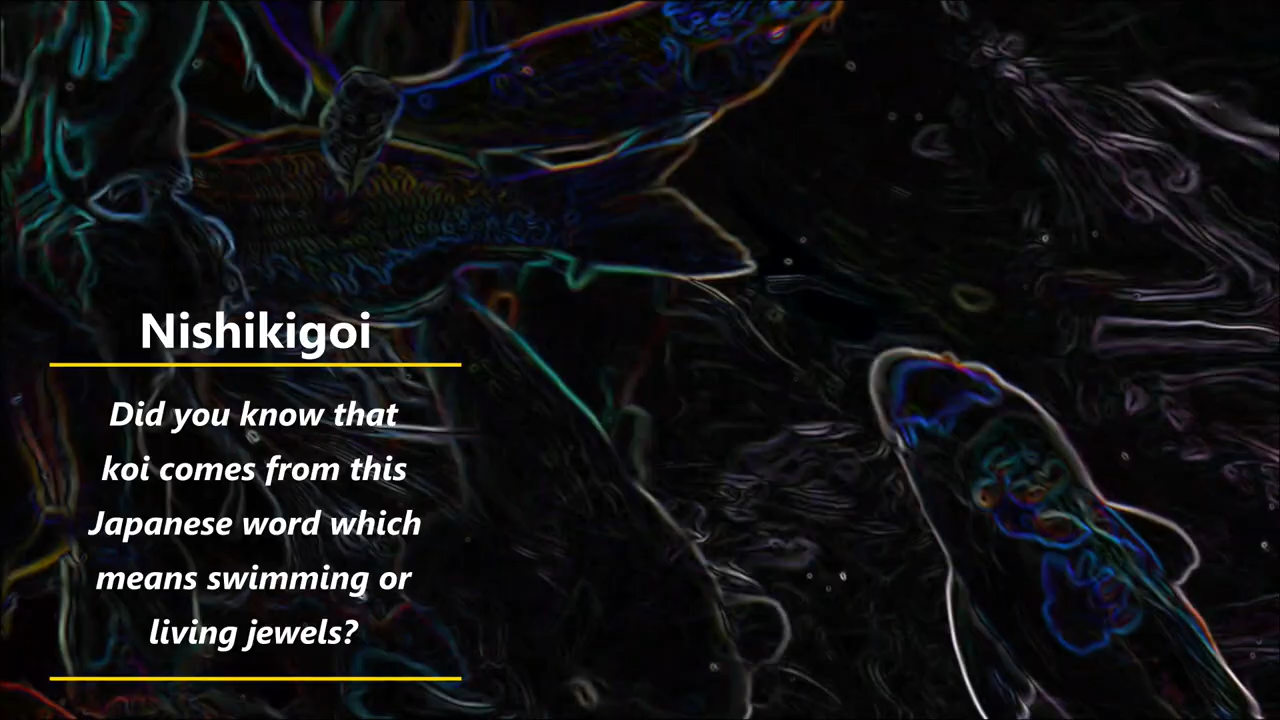 Nishikigoi
Did you know that
koi comes from this
Japanese word which
means swimming or
living jewels?